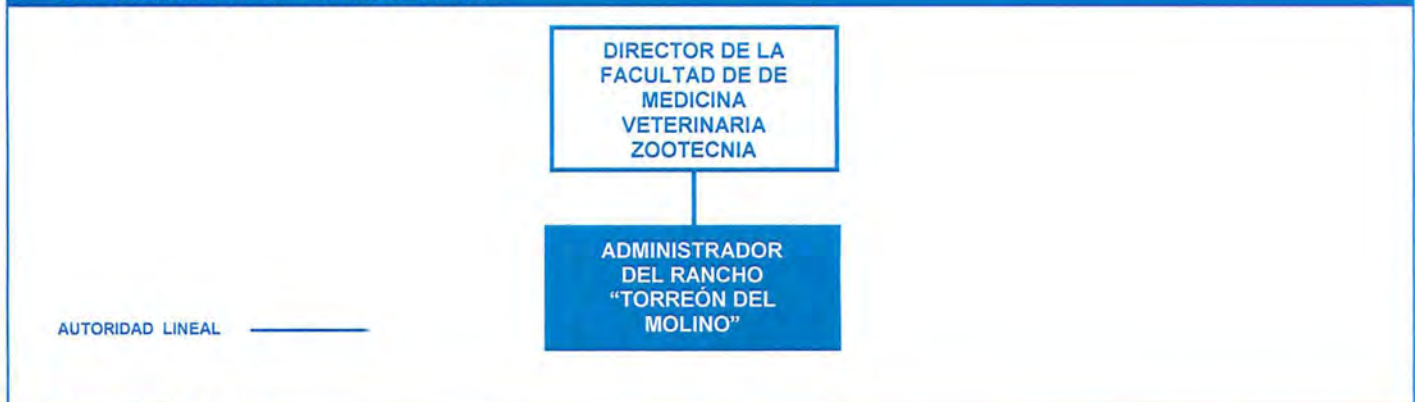 DIRECTOR DE LA
FACULTAD DE DE
MEDICINA
VETERINARIA
ZOOTECNIA
ADMINISTRADOR
DEL RANCHO
“TORREÓN DEL
MOLINO”
AUTORIDAD LINEAL